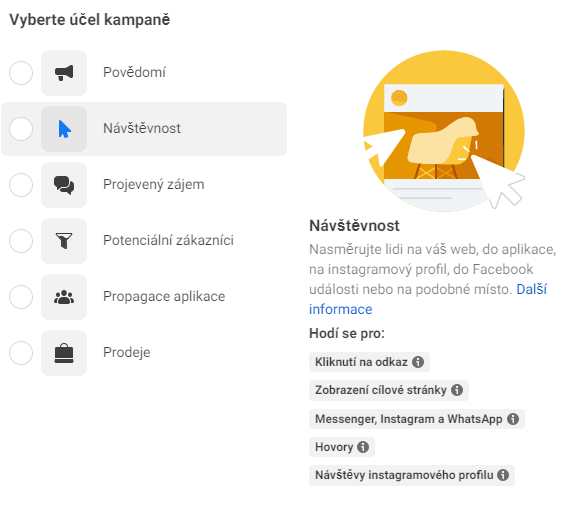 Vyberte účel kampaně
Povědomí
Návštěvnost
Projevený zájem
Potenciální zákazníci
Propagace aplikace
Prodeje
Návštěvnost
Nasměrujte lidi na váš web, do aplikace,
na instagramový profil, do Facebook
události nebo na podobné místo. Další
informace
Hodí se pro:
Kliknutí na odkaz
Zobrazení cílové stránky
Messenger, Instagram a WhatsApp
Hovory
Návštěvy instagramového profilu